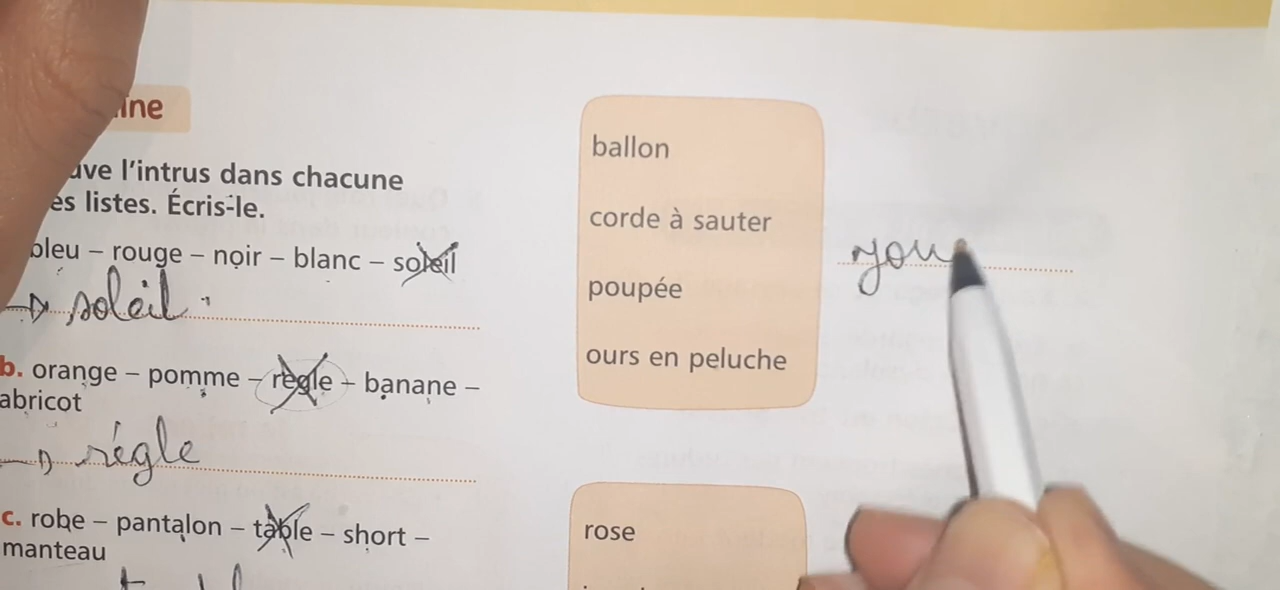 ine
uve l'intrus dans chacune
es listes. Écris-le.
bleu – rouge – noir – blanc – soleil
soleil
b. orange – pomme – règle – banane –
abricot
régle
c. robe – pantalon – table – short –
manteau
ballon
corde à sauter
poupée
ours en peluche
you
rose